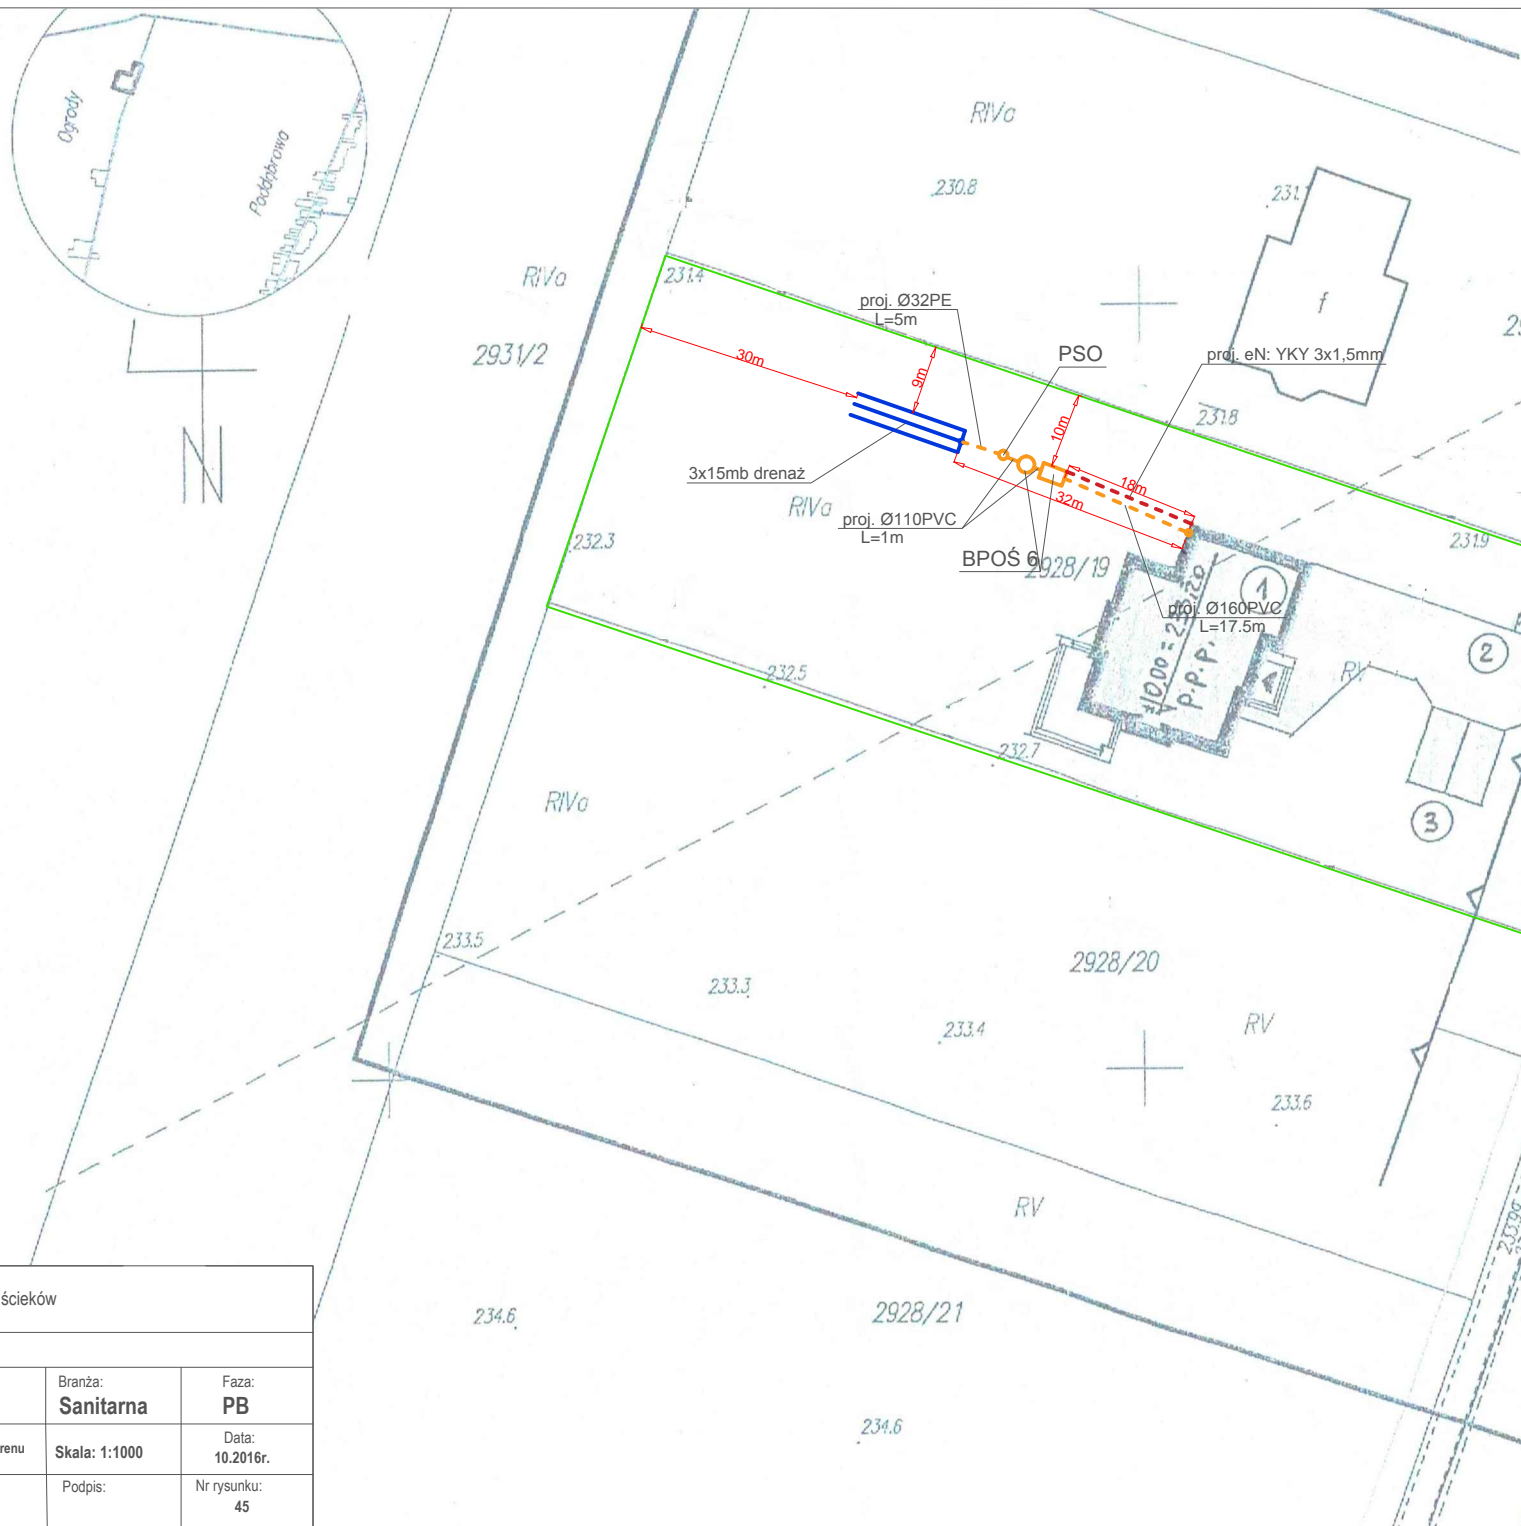 Ogrody
Poddąbrowa
N
RIVa
230.8
231.
RIVa
231.4
2931/2
f
proj. Ø32PE
L=5m
PSO
proj. eN: YKY 3x1,5mm
30m
9m
10m
231.8
3x15mb drenaż
18m
32m
RIVa
proj. Ø110PVC
L=1m
BPOŚ 6
2928/19
231.9
232.3
1
proj. Ø160PVC
L=17.5m
p.p.p.
2
RV
232.5
232.7
RIVa
3
233.5
233.3
2928/20
233.4
RV
233.6
RV
2928/21
234.6
234.6
ścieków
Branża:
Sanitarna
Faza:
PB
renu
Skala: 1:1000
Data:
10.2016r.
Podpis:
Nr rysunku:
45